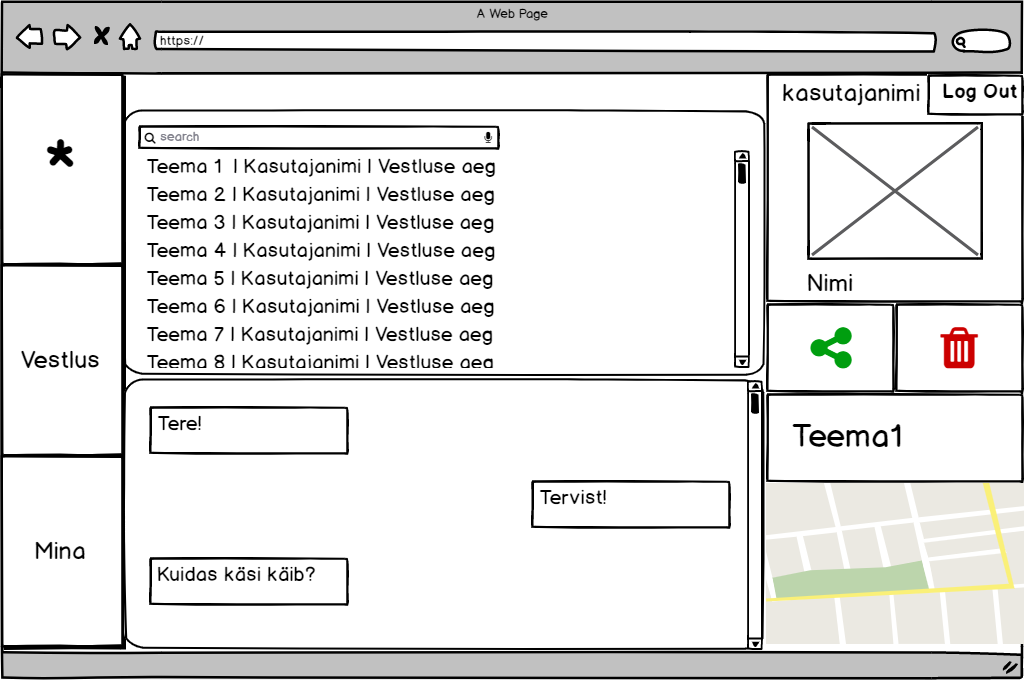 A Web Page
https://
*
Vestlus
Mina
search
Teema 1 | Kasutajanimi | Vestluse aeg
Teema 2 | Kasutajanimi | Vestluse aeg
Teema 3 | Kasutajanimi | Vestluse aeg
Teema 4 | Kasutajanimi | Vestluse aeg
Teema 5 | Kasutajanimi | Vestluse aeg
Teema 6 | Kasutajanimi | Vestluse aeg
Teema 7 | Kasutajanimi | Vestluse aeg
Teema 8 | Kasutajanimi | Vestluse aeg
Tere!
Tervist!
Kuidas käsi käib?
kasutajanimi
Log Out
Nimi
Teema1